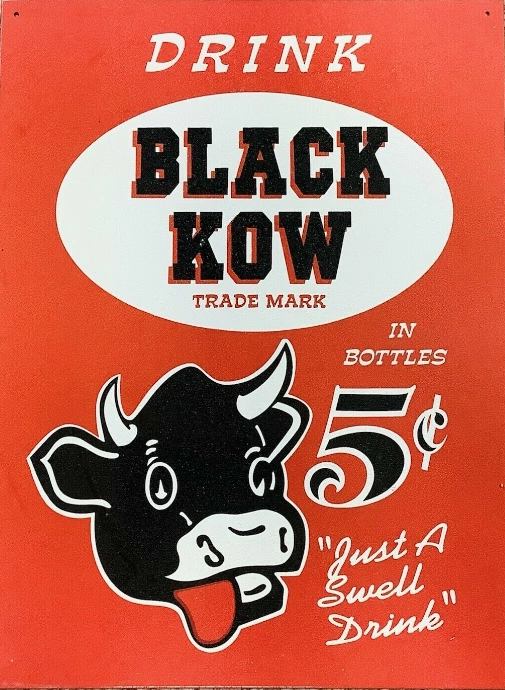 DRINK
BLACK
KOW
TRADE MARK
IN
BOTTLES
5¢
"Just A
Swell
Drink"